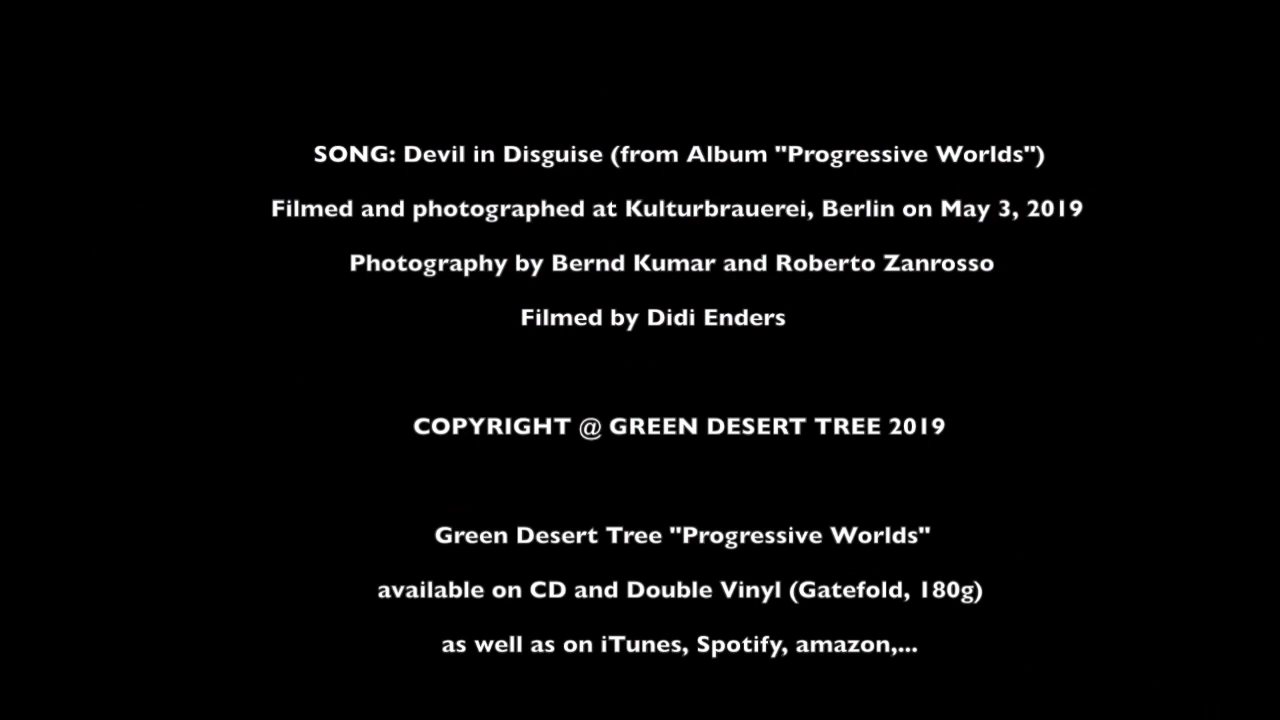 SONG: Devil in Disguise (from Album "Progressive Worlds")
Filmed and photographed at Kulturbrauerei, Berlin on May 3, 2019
Photography by Bernd Kumar and Roberto Zanrosso
Filmed by Didi Enders
COPYRIGHT @ GREEN DESERT TREE 2019
Green Desert Tree "Progressive Worlds"
available on CD and Double Vinyl (Gatefold, 180g)
as well as on iTunes, Spotify, amazon,...